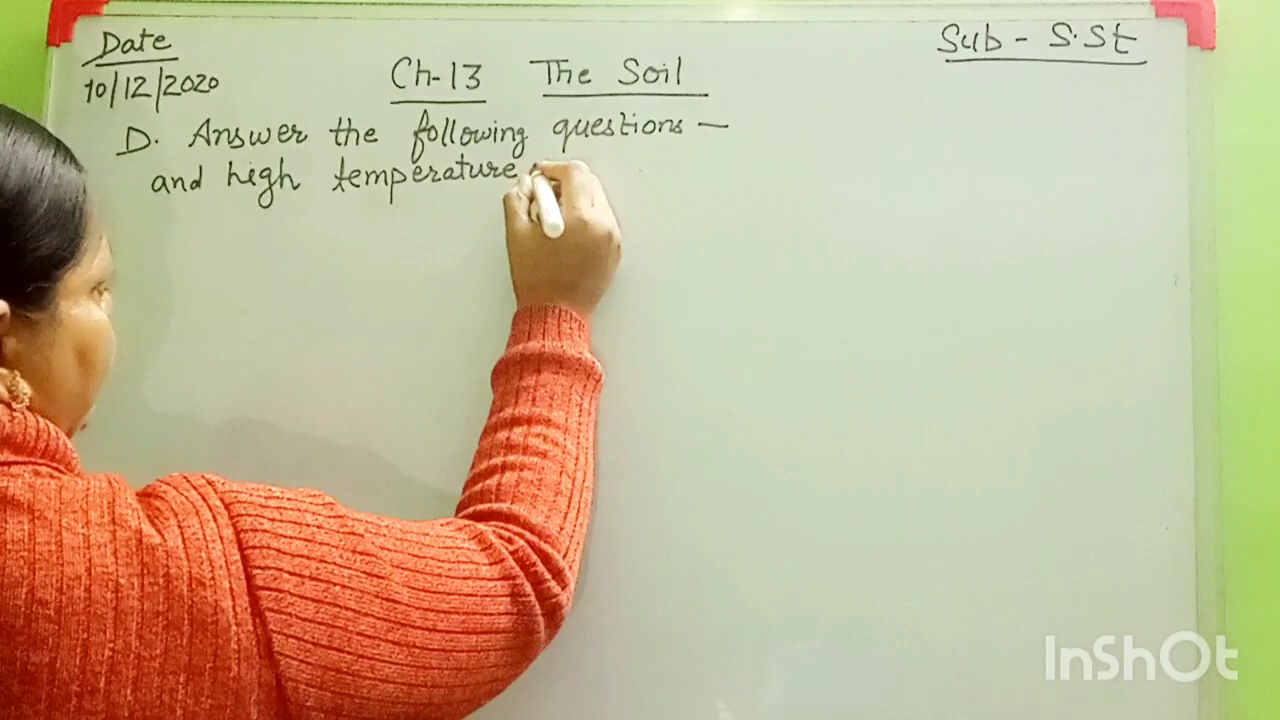 Date
10/12/2020
Sub - S.St
Ch-13 The Soil
D. Answer the following questions —
and high temperature
InShOt